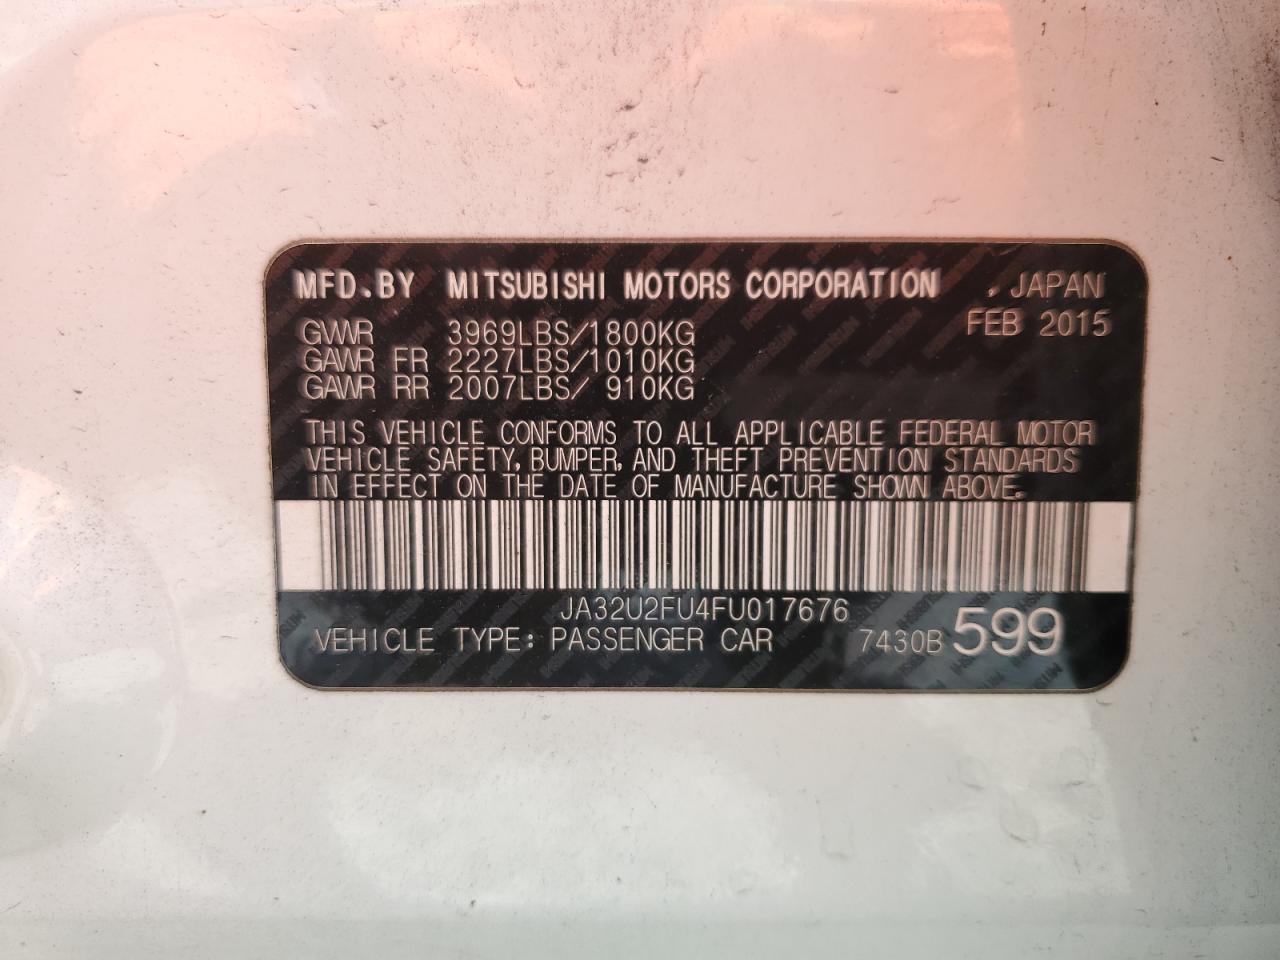 MFD.BY MITSUBISHI MOTORS CORPORATION , JAPAN
FEB 2015
GVWR 3969LBS/1800KG
GAWR FR 2227LBS/1010KG
GAWR RR 2007LBS/ 910KG
THIS VEHICLE CONFORMS TO ALL APPLICABLE FEDERAL MOTOR
VEHICLE SAFETY, BUMPER, AND THEFT PREVENTION STANDARDS
IN EFFECT ON THE DATE OF MANUFACTURE SHOWN ABOVE.
JA32U2FU4FU017676
VEHICLE TYPE: PASSENGER CAR 7430B 599